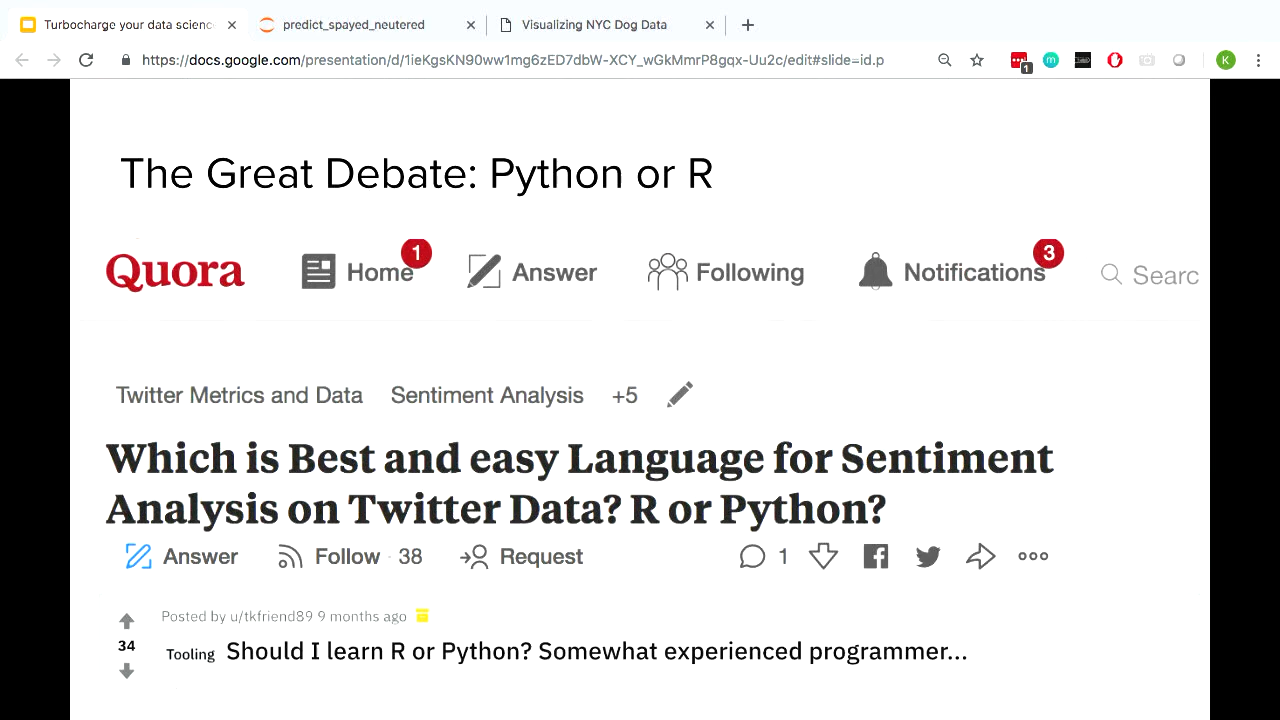 Turbocharge your data scienc
predict_spayed_neutered
Visualizing NYC Dog Data
https://docs.google.com/presentation/d/1ieKgsKN90ww1mg6zED7dbW-XCY_wGkMmrP8gqx-Uu2c/edit#slide=id.p
1
m
K
The Great Debate: Python or R
Quora
Home
1
Answer
Following
Notifications
3
Searc
Twitter Metrics and Data
Sentiment Analysis
+5
Which is Best and easy Language for Sentiment
Analysis on Twitter Data? R or Python?
Answer
Follow · 38
Request
1
Posted by u/tkfriend89 9 months ago
34
Tooling Should I learn R or Python? Somewhat experienced programmer...